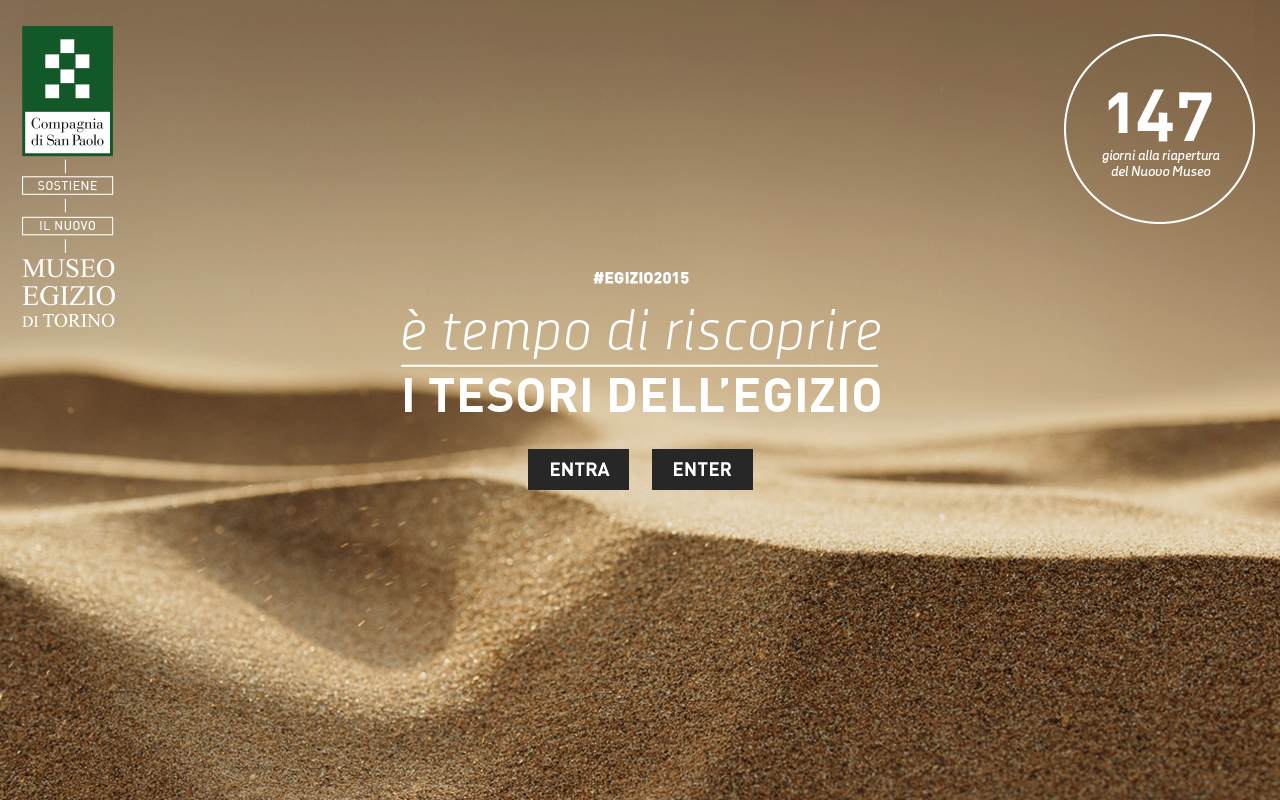 Compagnia
di San Paolo
SOSTIENE
IL NUOVO
MUSEO
EGIZIO
DI TORINO
147
giorni alla riapertura
del Nuovo Museo
#EGIZIO2015
è tempo di riscoprire
I TESORI DELL’EGIZIO
ENTRA
ENTER